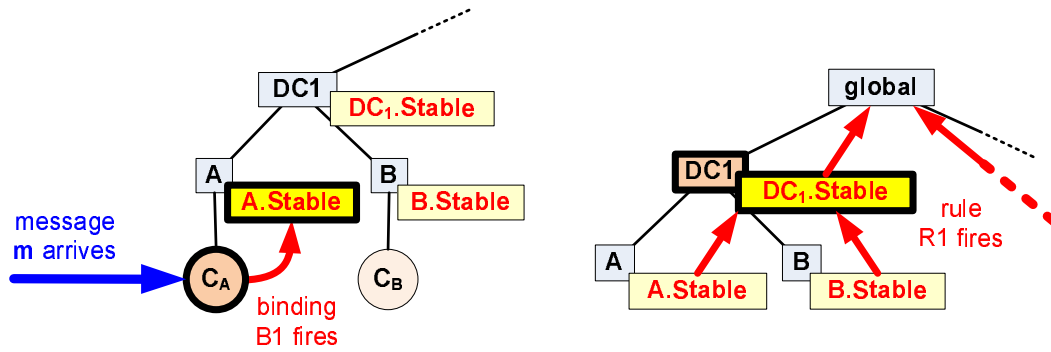 DC1
DC1.Stable
A
A.Stable
B
B.Stable
message
m arrives
CA
CB
binding
B1 fires
global
DC1
DC1.Stable
rule
R1 fires
A
A.Stable
B
B.Stable